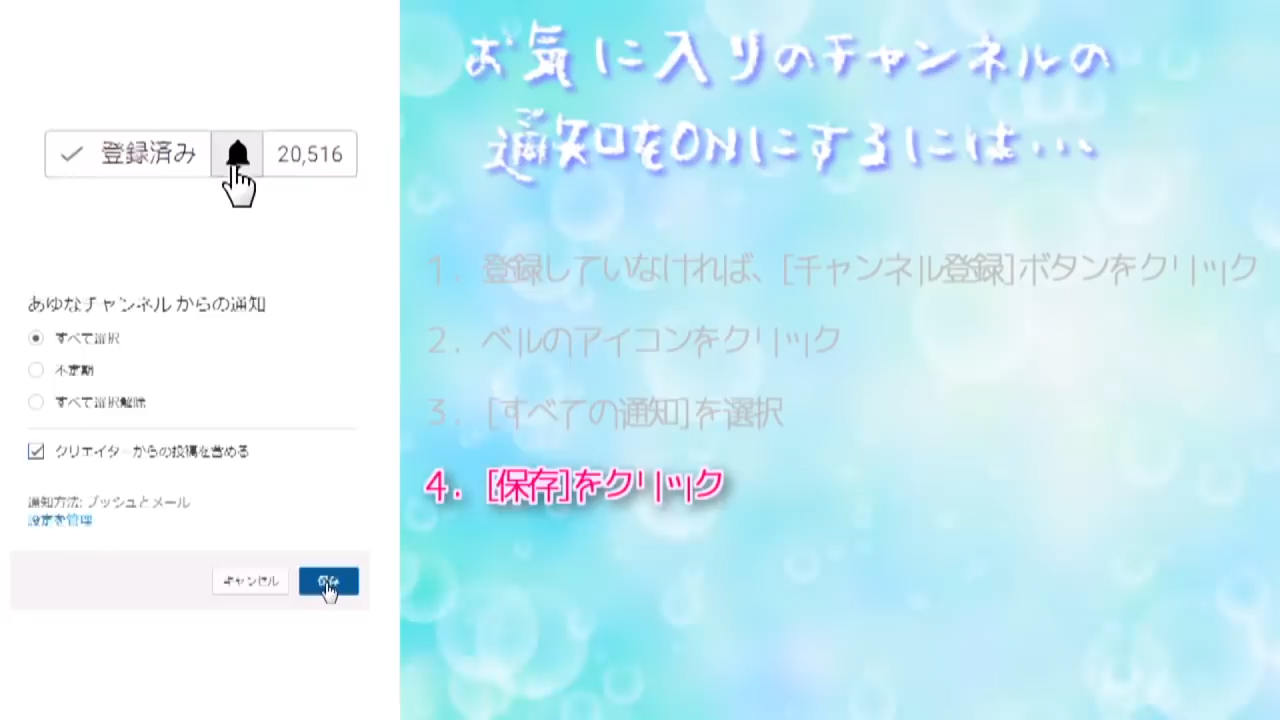 登録済み 20,516
あゆなチャンネル からの通知
すべて選択
不定期
すべて選択解除
クリエイターからの投稿を含める
通知方法: プッシュとメール
設定を管理
キャンセル 保存
お気に入りのチャンネルの
通知をONにするには・・・
1. 登録していなければ、[チャンネル登録]ボタンをクリック
2. ベルのアイコンをクリック
3. [すべての通知]を選択
4. [保存]をクリック